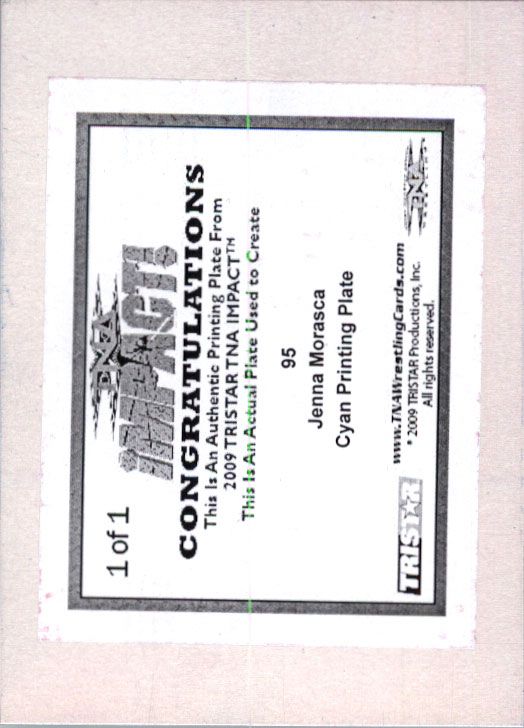 1 of 1
TNA
iMPACT!
CONGRATULATIONS
This Is An Authentic Printing Plate From
2009 TRISTAR TNA IMPACT™
This Is An Actual Plate Used to Create
95
Jenna Morasca
Cyan Printing Plate
TRISTAR
www.TNAWrestlingCards.com
® 2009 TRISTAR Productions, Inc.
All rights reserved.
TNA